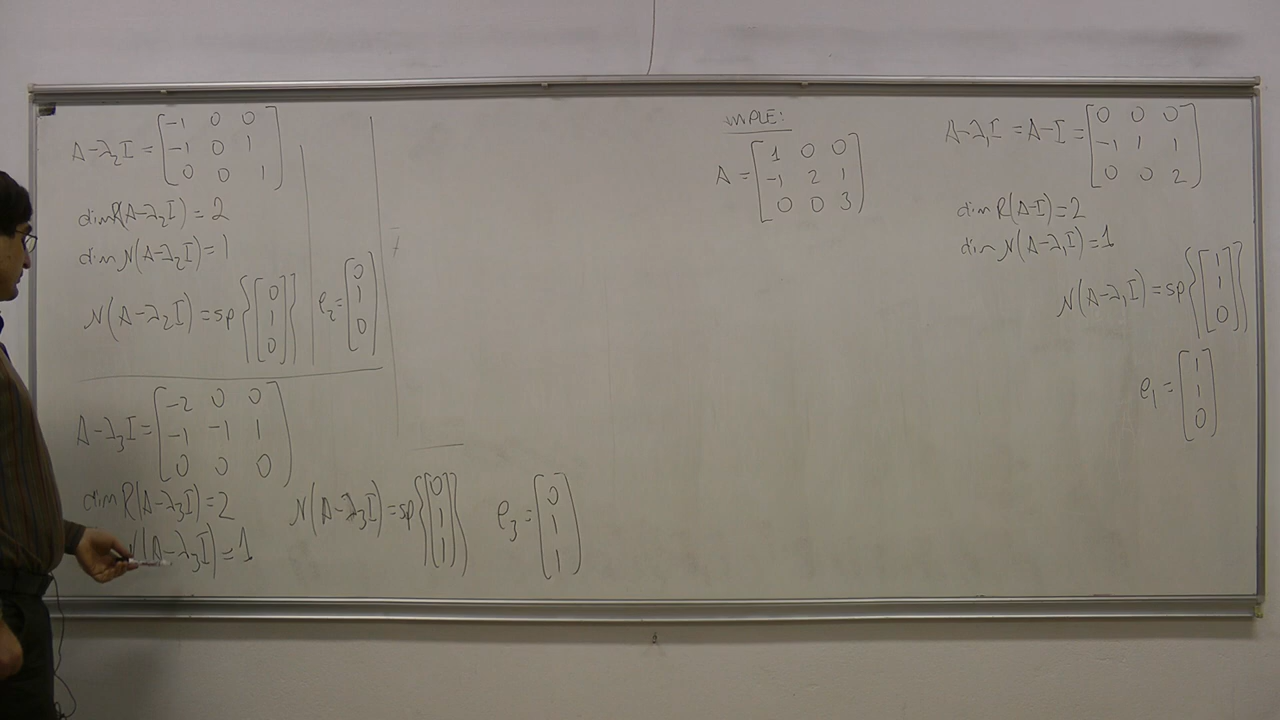 A-λ₂I = [-1 0 0; -1 0 1; 0 0 1]
dim R(A-λ₂I) = 2
dim N(A-λ₂I) = 1
N(A-λ₂I) = sp{[0; 1; 0]}
e₂ = [0; 1; 0]
A-λ₃I = [-2 0 0; -1 -1 1; 0 0 0]
dim R(A-λ₃I) = 2
N(A-λ₃I) = 1
N(A-λ₃I) = sp{[0; 1; 1]}
e₃ = [0; 1; 1]
MPLE:
A = [1 0 0; -1 2 1; 0 0 3]
A-λ₁I = A-I = [0 0 0; -1 1 1; 0 0 2]
dim R(A-I) = 2
dim N(A-λ₁I) = 1
N(A-λ₁I) = sp{[1; 1; 0]}
e₁ = [1; 1; 0]